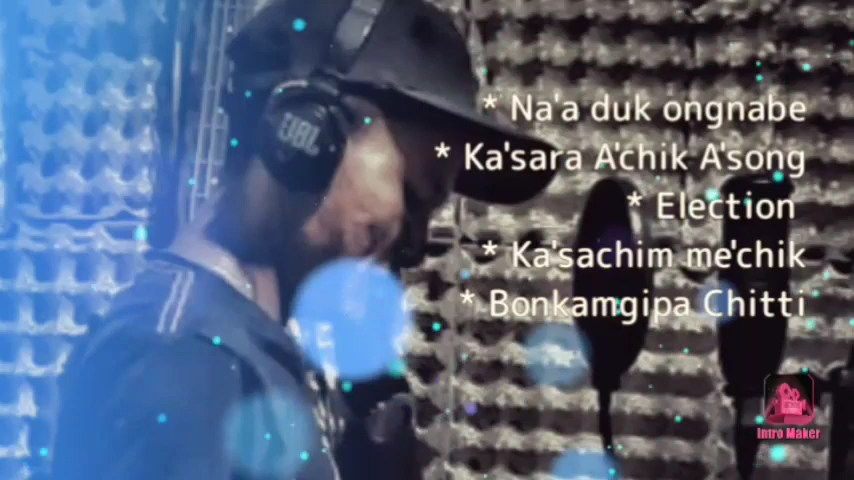 JBL
* Na'a duk ongnabe
* Ka'sara A'chik A'song
* Election
* Ka'sachim me'chik
* Bonkamgipa Chitti
Intro Maker